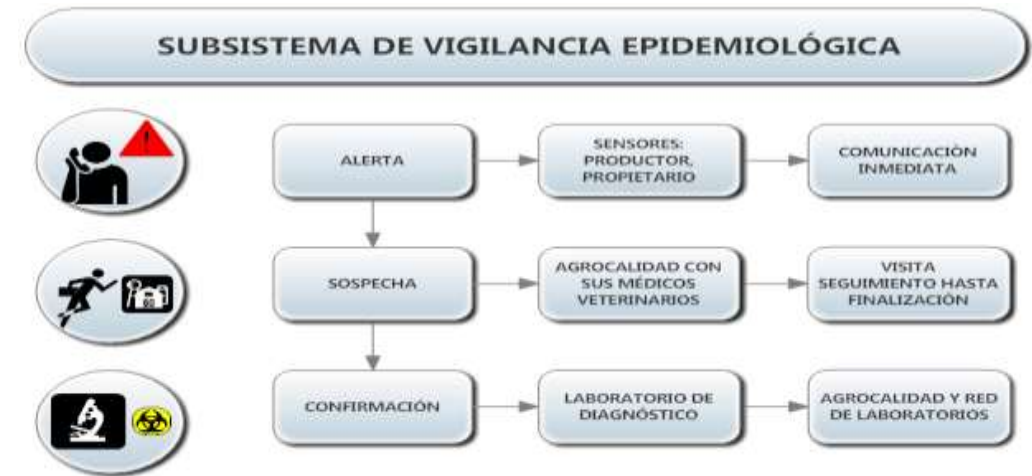 SUBSISTEMA DE VIGILANCIA EPIDEMIOLÓGICA
ALERTA
SENSORES:
PRODUCTOR,
PROPIETARIO
COMUNICACIÓN
INMEDIATA
SOSPECHA
AGROCALIDAD CON
SUS MÉDICOS
VETERINARIOS
VISITA
SEGUIMIENTO HASTA
FINALIZACIÓN
CONFIRMACIÓN
LABORATORIO DE
DIAGNÓSTICO
AGROCALIDAD Y RED
DE LABORATORIOS